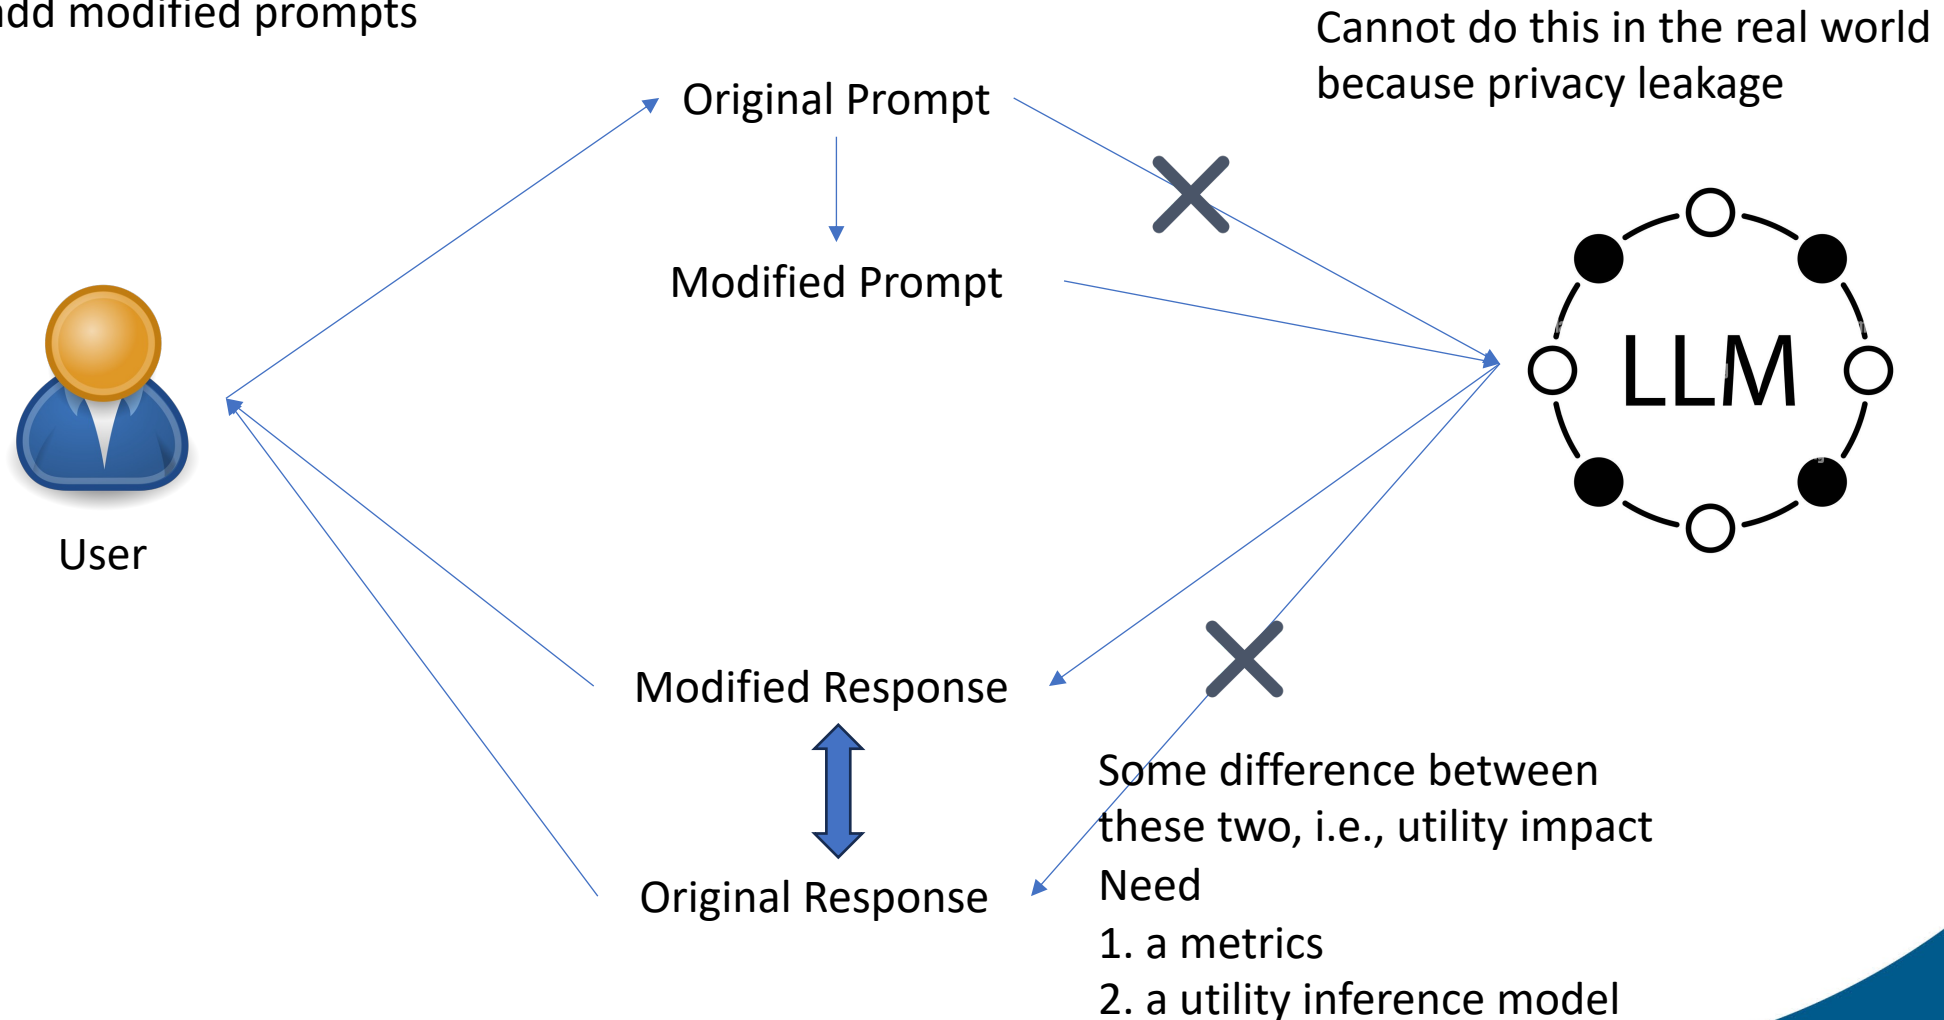 add modified prompts
Cannot do this in the real world
because privacy leakage
Original Prompt
Modified Prompt
LLM
User
Modified Response
Some difference between
these two, i.e., utility impact
Original Response
Need
1. a metrics
2. a utility inference model